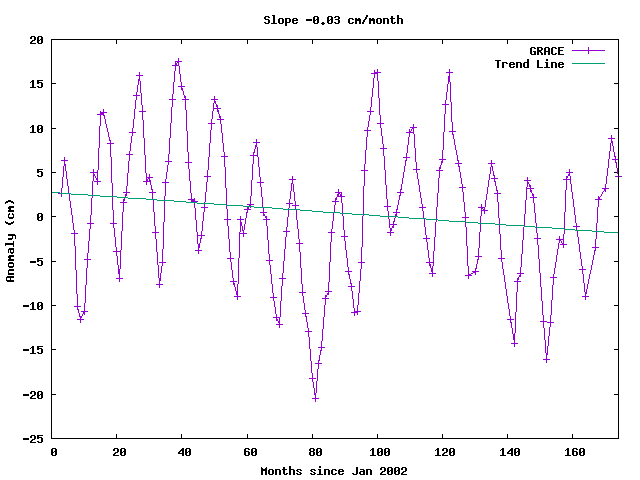 Slope -0.03 cm/month
GRACE
Trend Line
20
15
10
5
0
-5
-10
-15
-20
-25
Anomaly (cm)
0 20 40 60 80 100 120 140 160
Months since Jan 2002